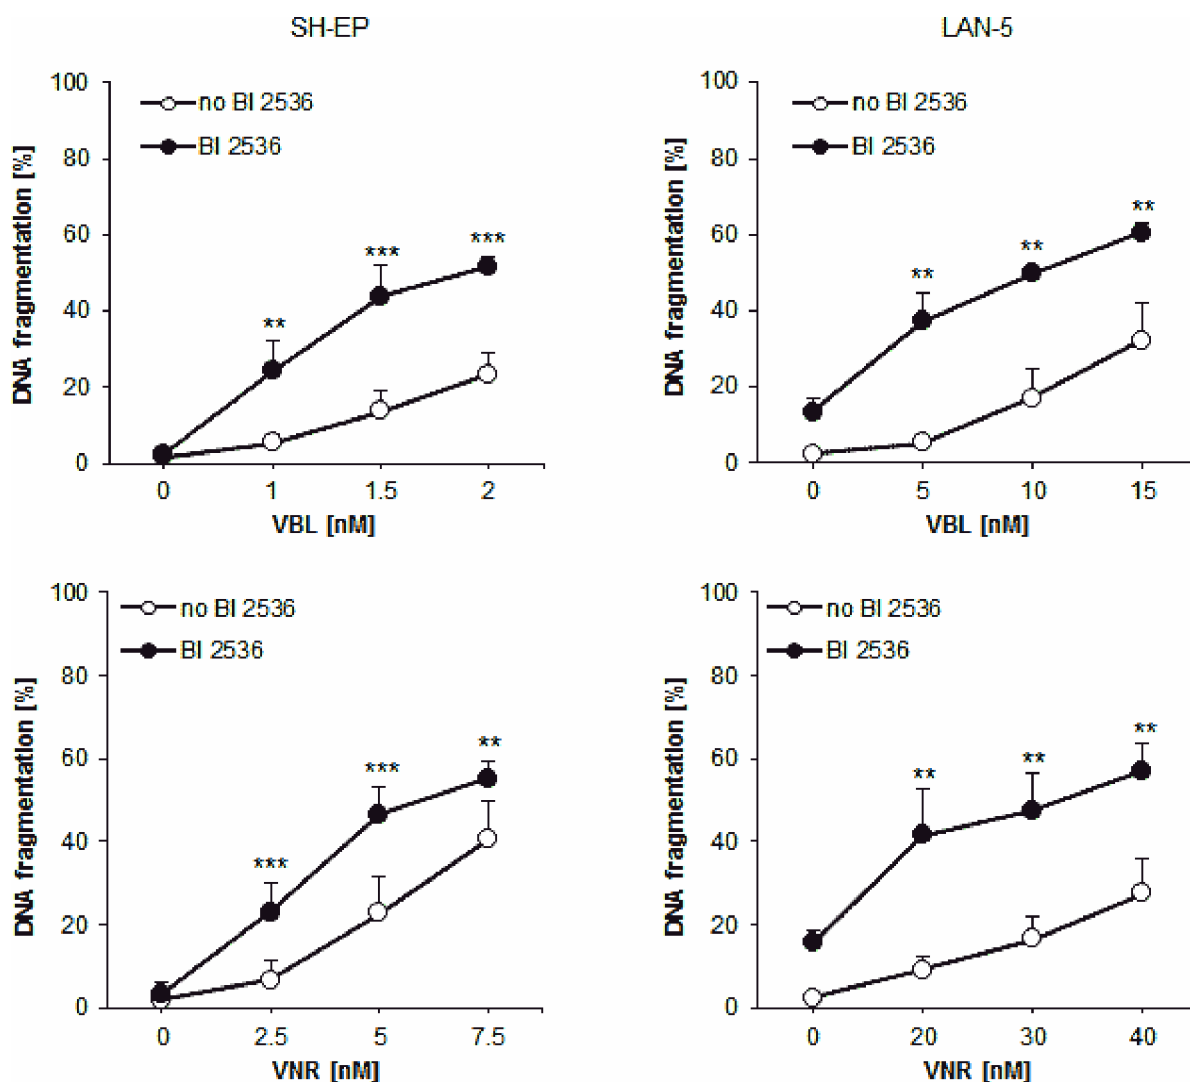 SH-EP
LAN-5
100
80
60
40
20
0
DNA fragmentation [%]
no BI 2536
BI 2536
**
***
***
0 1 1.5 2
VBL [nM]
100
80
60
40
20
0
DNA fragmentation [%]
no BI 2536
BI 2536
**
**
**
0 5 10 15
VBL [nM]
100
80
60
40
20
0
DNA fragmentation [%]
no BI 2536
BI 2536
***
***
**
0 2.5 5 7.5
VNR [nM]
100
80
60
40
20
0
DNA fragmentation [%]
no BI 2536
BI 2536
**
**
**
0 20 30 40
VNR [nM]